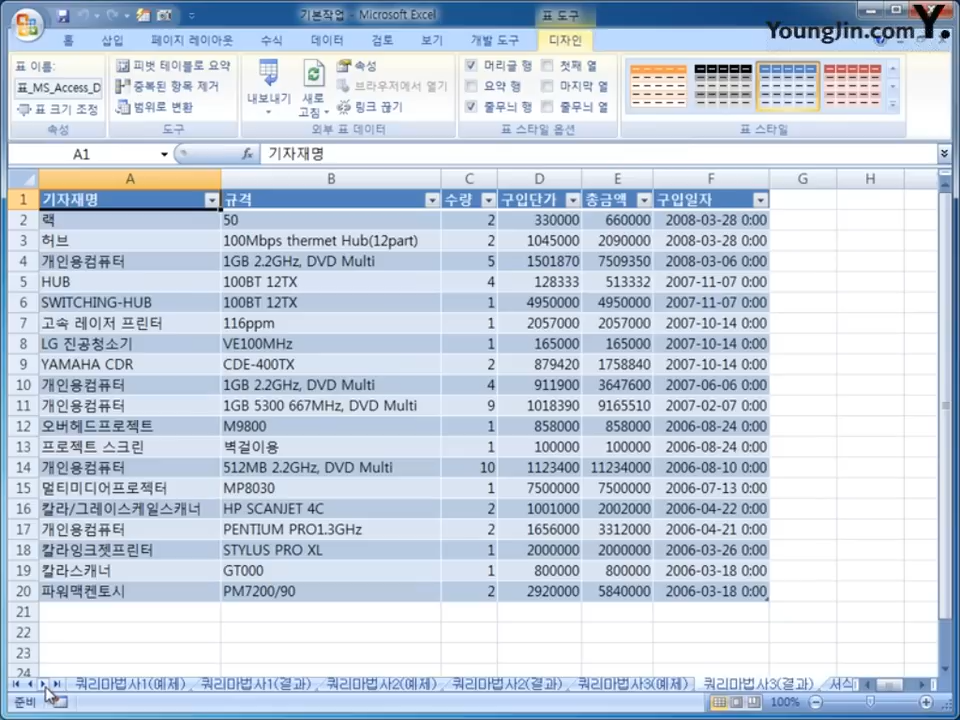 기본작업 - Microsoft Excel
표 도구
YoungJin.com Y.
홈 삽입 페이지 레이아웃 수식 데이터 검토 보기 개발 도구 디자인
표 이름:
표_MS_Access_D
표 크기 조정
속성
피벗 테이블로 요약
중복된 항목 제거
범위로 변환
도구
내보내기
새로 고침
속성
브라우저에서 열기
링크 끊기
외부 표 데이터
머리글 행 첫째 열
요약 행 마지막 열
줄무늬 행 줄무늬 열
표 스타일 옵션
표 스타일
A1 fx 기자재명
A B C D E F G H
1 기자재명 규격 수량 구입단가 총금액 구입일자
2 랙 50 2 330000 660000 2008-03-28 0:00
3 허브 100Mbps thermet Hub(12part) 2 1045000 2090000 2008-03-28 0:00
4 개인용컴퓨터 1GB 2.2GHz, DVD Multi 5 1501870 7509350 2008-03-06 0:00
5 HUB 100BT 12TX 4 128333 513332 2007-11-07 0:00
6 SWITCHING-HUB 100BT 12TX 1 4950000 4950000 2007-11-07 0:00
7 고속 레이저 프린터 116ppm 1 2057000 2057000 2007-10-14 0:00
8 LG 진공청소기 VE100MHz 1 165000 165000 2007-10-14 0:00
9 YAMAHA CDR CDE-400TX 2 879420 1758840 2007-10-14 0:00
10 개인용컴퓨터 1GB 2.2GHz, DVD Multi 4 911900 3647600 2007-06-06 0:00
11 개인용컴퓨터 1GB 5300 667MHz, DVD Multi 9 1018390 9165510 2007-02-07 0:00
12 오버헤드프로젝트 M9800 1 858000 858000 2006-08-24 0:00
13 프로젝트 스크린 벽걸이용 1 100000 100000 2006-08-24 0:00
14 개인용컴퓨터 512MB 2.2GHz, DVD Multi 10 1123400 11234000 2006-08-10 0:00
15 멀티미디어프로젝터 MP8030 1 7500000 7500000 2006-07-13 0:00
16 칼라/그레이스케일스캐너 HP SCANJET 4C 2 1001000 2002000 2006-04-22 0:00
17 개인용컴퓨터 PENTIUM PRO1.3GHz 2 1656000 3312000 2006-04-21 0:00
18 칼라잉크젯프린터 STYLUS PRO XL 1 2000000 2000000 2006-03-26 0:00
19 칼라스캐너 GT000 1 800000 800000 2006-03-18 0:00
20 파워맥켄토시 PM7200/90 2 2920000 5840000 2006-03-18 0:00
21
22
23
24
쿼리마법사1(예제) 쿼리마법사1(결과) 쿼리마법사2(예제) 쿼리마법사2(결과) 쿼리마법사3(예제) 쿼리마법사3(결과) 서식
준비 100%